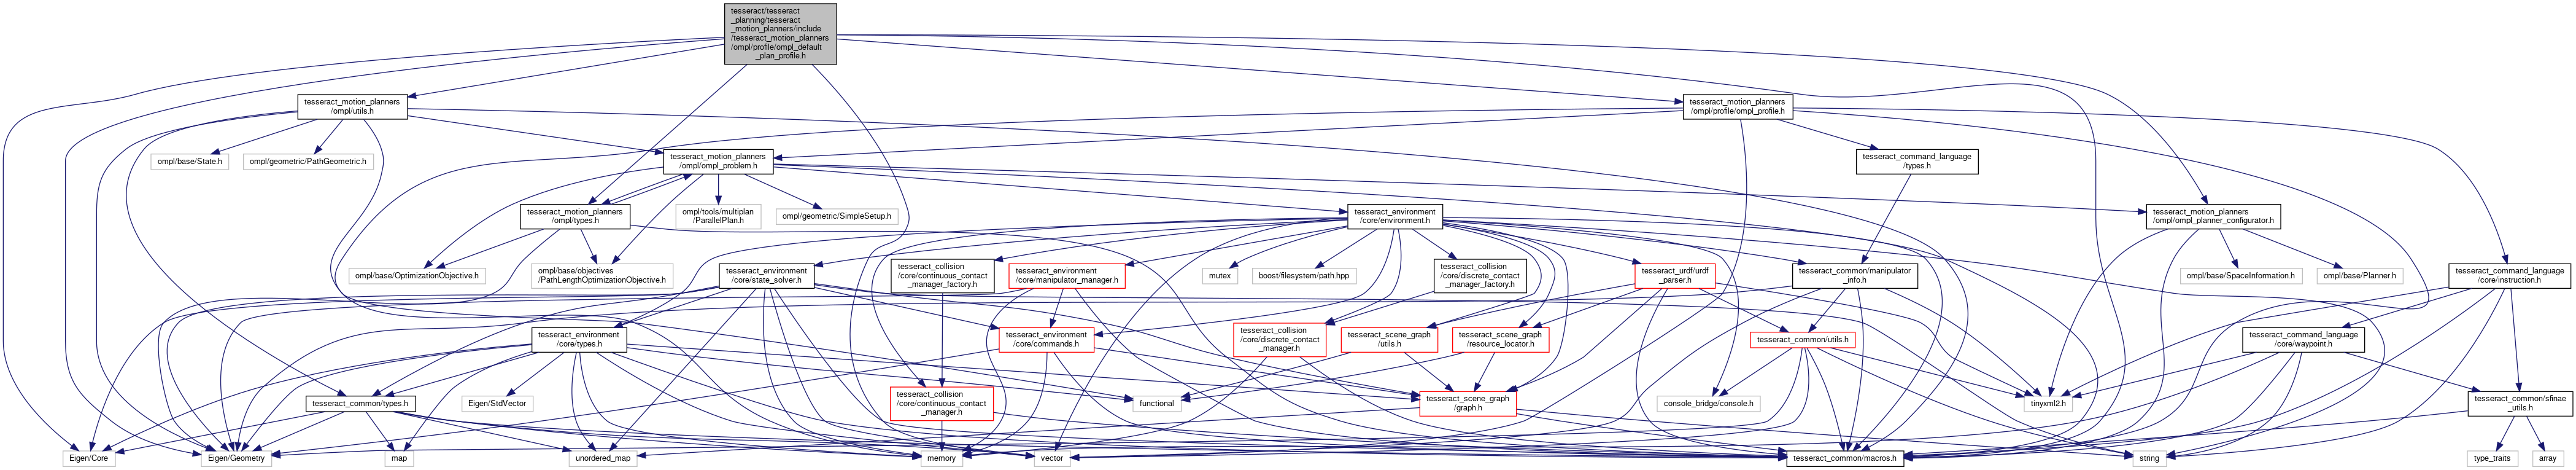 tesseract/tesseract
_planning/tesseract
_motion_planners/include
/tesseract_motion_planners
/ompl/profile/ompl_default
_plan_profile.h
tesseract_motion_planners
/ompl/utils.h
tesseract_motion_planners
/ompl/profile/ompl_profile.h
ompl/base/State.h
ompl/geometric/PathGeometric.h
tesseract_motion_planners
/ompl/ompl_problem.h
tesseract_command_language
/types.h
tesseract_motion_planners
/ompl/types.h
ompl/tools/multiplan
/ParallelPlan.h
ompl/geometric/SimpleSetup.h
tesseract_environment
/core/environment.h
tesseract_motion_planners
/ompl/ompl_planner_configurator.h
ompl/base/OptimizationObjective.h
ompl/base/objectives
/PathLengthOptimizationObjective.h
tesseract_environment
/core/state_solver.h
tesseract_collision
/core/continuous_contact
_manager_factory.h
tesseract_environment
/core/manipulator_manager.h
mutex
boost/filesystem/path.hpp
tesseract_collision
/core/discrete_contact
_manager_factory.h
tesseract_urdf/urdf
_parser.h
tesseract_common/manipulator
_info.h
ompl/base/SpaceInformation.h
ompl/base/Planner.h
tesseract_command_language
/core/instruction.h
tesseract_environment
/core/types.h
tesseract_environment
/core/commands.h
tesseract_collision
/core/discrete_contact
_manager.h
tesseract_scene_graph
/utils.h
tesseract_scene_graph
/resource_locator.h
tesseract_common/utils.h
tesseract_command_language
/core/waypoint.h
tesseract_common/types.h
Eigen/StdVector
tesseract_collision
/core/continuous_contact
_manager.h
functional
tesseract_scene_graph
/graph.h
console_bridge/console.h
tinyxml2.h
tesseract_common/sfinae
_utils.h
Eigen/Core
Eigen/Geometry
map
unordered_map
memory
vector
tesseract_common/macros.h
string
type_traits
array